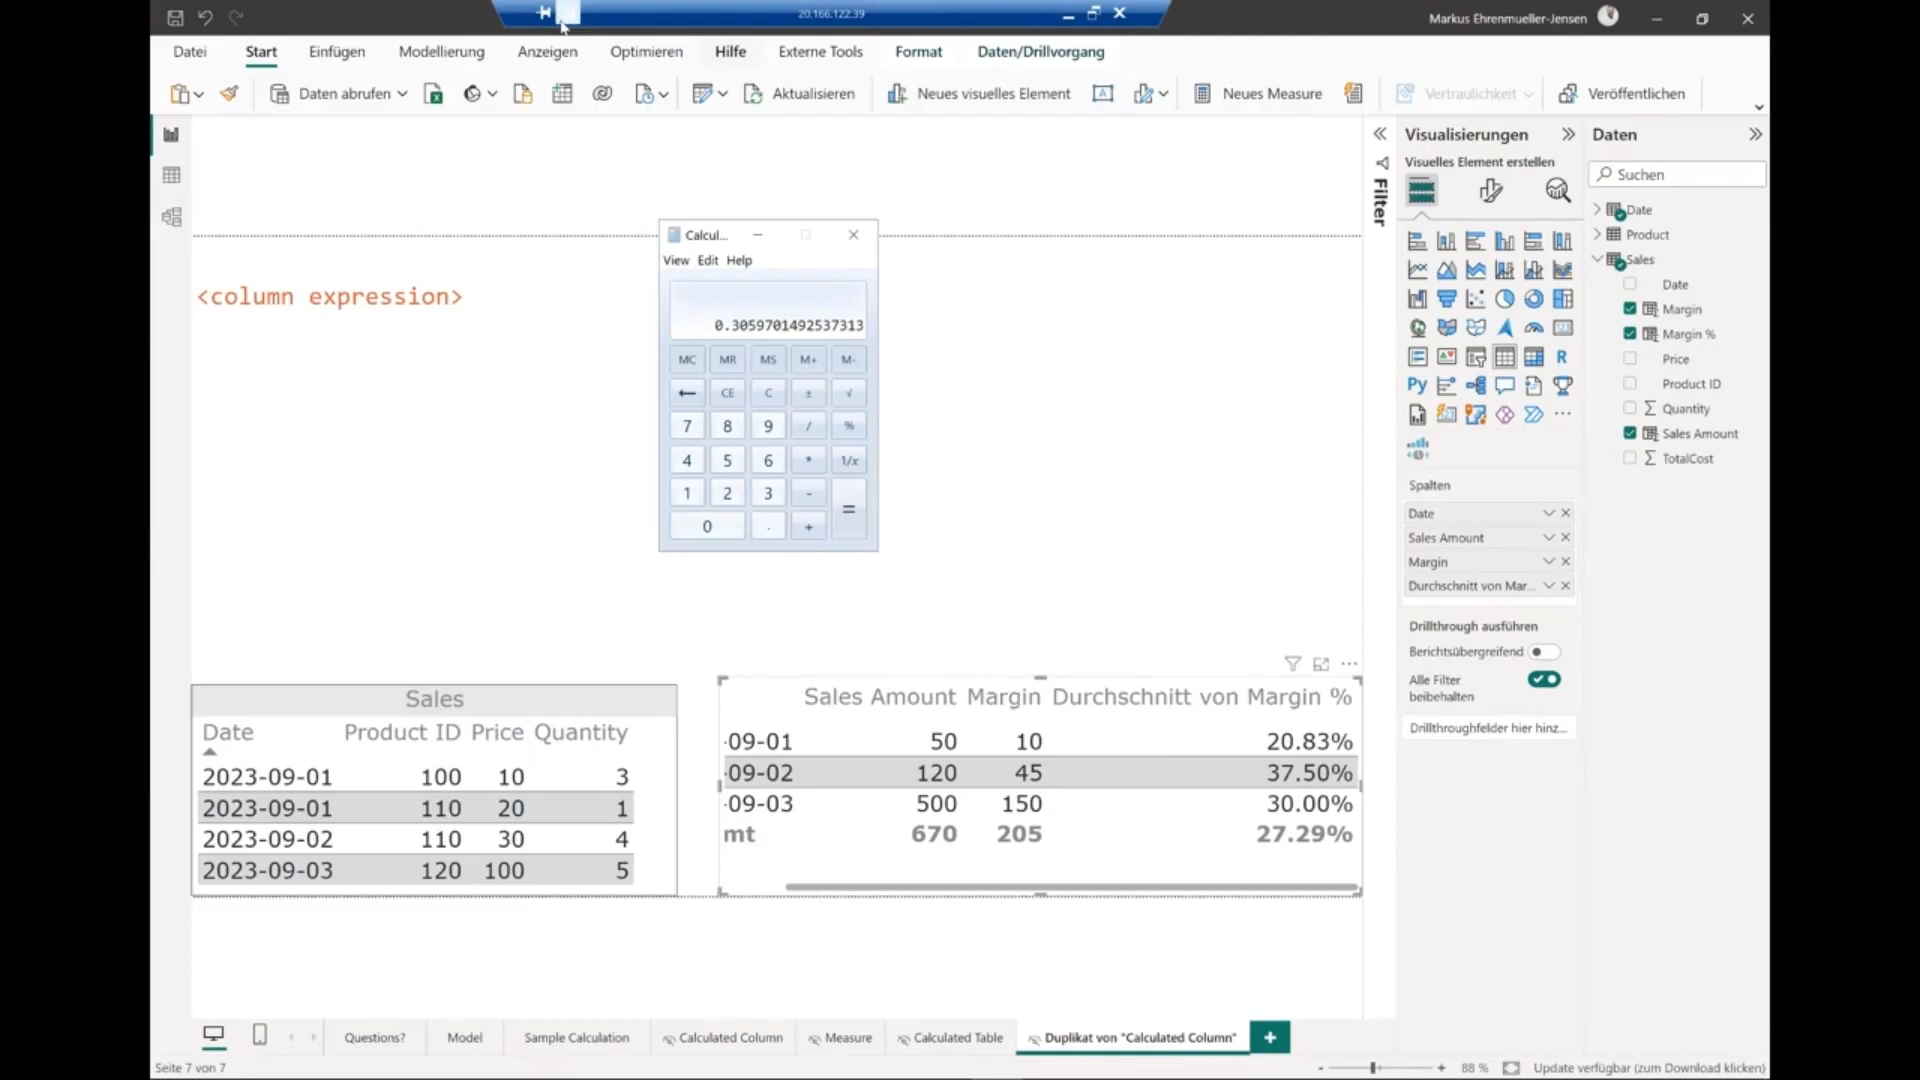 20.166.122.39
Markus Ehrenmueller-Jensen
Datei Start Einfügen Modellierung Anzeigen Optimieren Hilfe Externe Tools Format Daten/Drillvorgang
Daten abrufen Aktualisieren Neues visuelles Element Neues Measure Vertraulichkeit Veröffentlichen
<column expression>
Calcul...
View Edit Help
0.3059701492537313
MC MR MS M+ M-
← CE C ± √
7 8 9 / %
4 5 6 * 1/x
1 2 3 - =
0 . +
Filter
Visualisierungen
Visuelles Element erstellen
R
Py
Spalten
Date
Sales Amount
Margin
Durchschnitt von Mar...
Drillthrough ausführen
Berichtsübergreifend
Alle Filter
beibehalten
Drillthroughfelder hier hinz...
Daten
Suchen
Date
Product
Sales
Date
Margin
Margin %
Price
Product ID
Quantity
Sales Amount
TotalCost
Sales
Date Product ID Price Quantity
2023-09-01 100 10 3
2023-09-01 110 20 1
2023-09-02 110 30 4
2023-09-03 120 100 5
Sales Amount Margin Durchschnitt von Margin %
-09-01 50 10 20.83%
-09-02 120 45 37.50%
-09-03 500 150 30.00%
mt 670 205 27.29%
Questions? Model Sample Calculation Calculated Column Measure Calculated Table Duplikat von "Calculated Column" +
Seite 7 von 7
- + 88 % Update verfügbar (zum Download klicken)